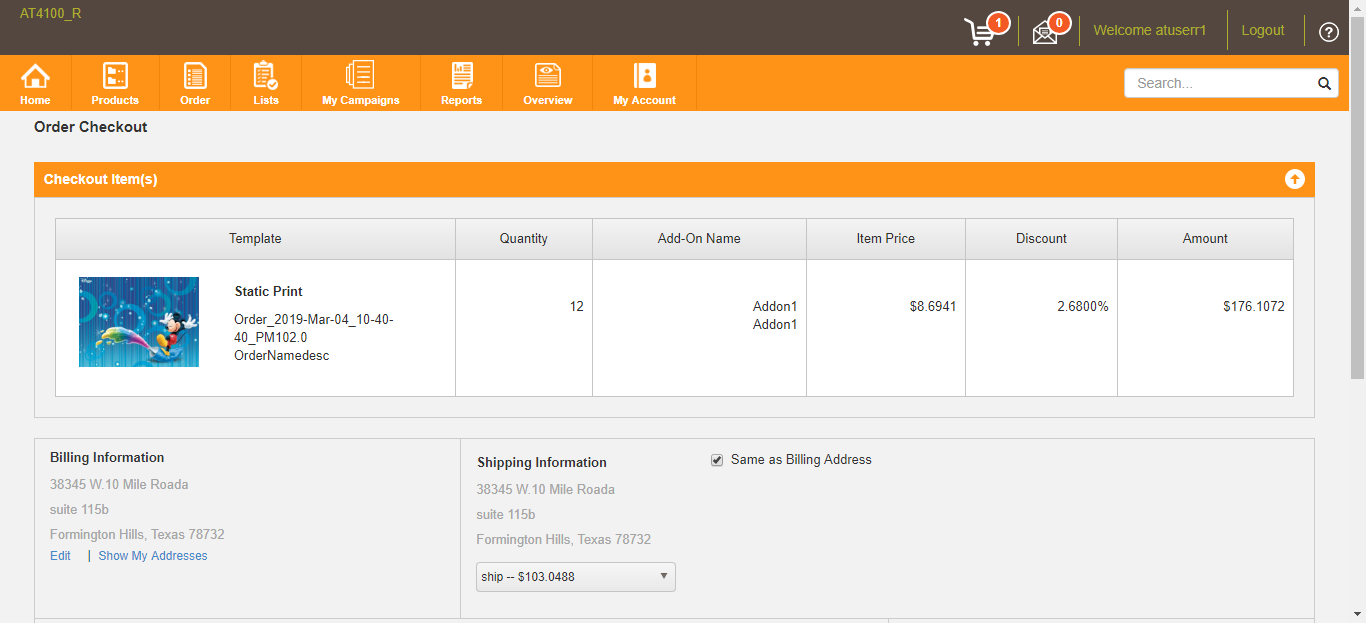 AT4100_R
1
0
Welcome atuserr1
Logout
?
Home
Products
Order
Lists
My Campaigns
Reports
Overview
My Account
Search...
Order Checkout
Checkout Item(s)
Template
Quantity
Add-On Name
Item Price
Discount
Amount
Static Print
Order_2019-Mar-04_10-40-
40_PM102.0
OrderNamedesc
12
Addon1
Addon1
$8.6941
2.6800%
$176.1072
Billing Information
38345 W.10 Mile Roada
suite 115b
Formington Hills, Texas 78732
Edit | Show My Addresses
Shipping Information
Same as Billing Address
38345 W.10 Mile Roada
suite 115b
Formington Hills, Texas 78732
ship -- $103.0488